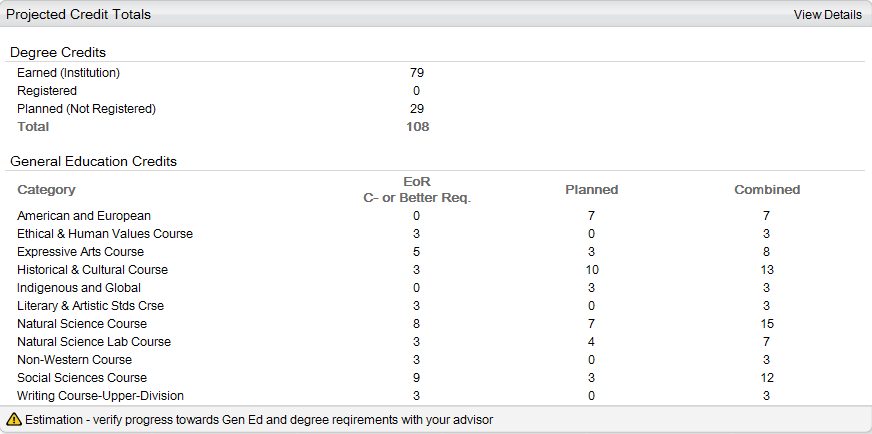 Projected Credit Totals View Details
Degree Credits
Earned (Institution) 79
Registered 0
Planned (Not Registered) 29
Total 108
General Education Credits
Category EoR C- or Better Req. Planned Combined
American and European 0 7 7
Ethical & Human Values Course 3 0 3
Expressive Arts Course 5 3 8
Historical & Cultural Course 3 10 13
Indigenous and Global 0 3 3
Literary & Artistic Stds Crse 3 0 3
Natural Science Course 8 7 15
Natural Science Lab Course 3 4 7
Non-Western Course 3 0 3
Social Sciences Course 9 3 12
Writing Course-Upper-Division 3 0 3
Estimation - verify progress towards Gen Ed and degree reqirements with your advisor